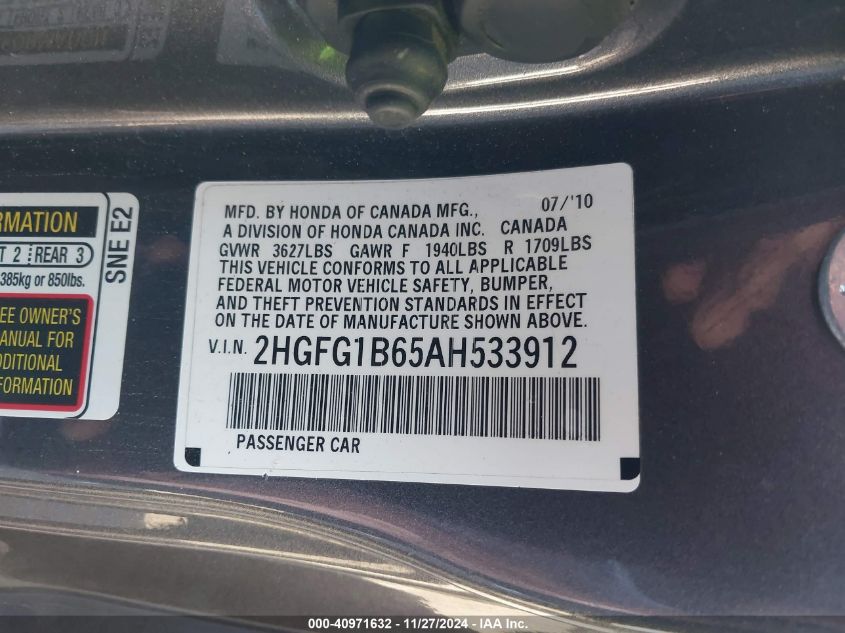 RMATION
T 2 REAR 3
385kg or 850lbs.
EE OWNER'S
ANUAL FOR
DDITIONAL
FORMATION
SNE E2
MFD. BY HONDA OF CANADA MFG., 07/'10
A DIVISION OF HONDA CANADA INC. CANADA
GVWR 3627LBS GAWR F 1940LBS R 1709LBS
THIS VEHICLE CONFORMS TO ALL APPLICABLE
FEDERAL MOTOR VEHICLE SAFETY, BUMPER,
AND THEFT PREVENTION STANDARDS IN EFFECT
ON THE DATE OF MANUFACTURE SHOWN ABOVE.
V.I.N. 2HGFG1B65AH533912
PASSENGER CAR
000-40971632 - 11/27/2024 - IAA Inc.